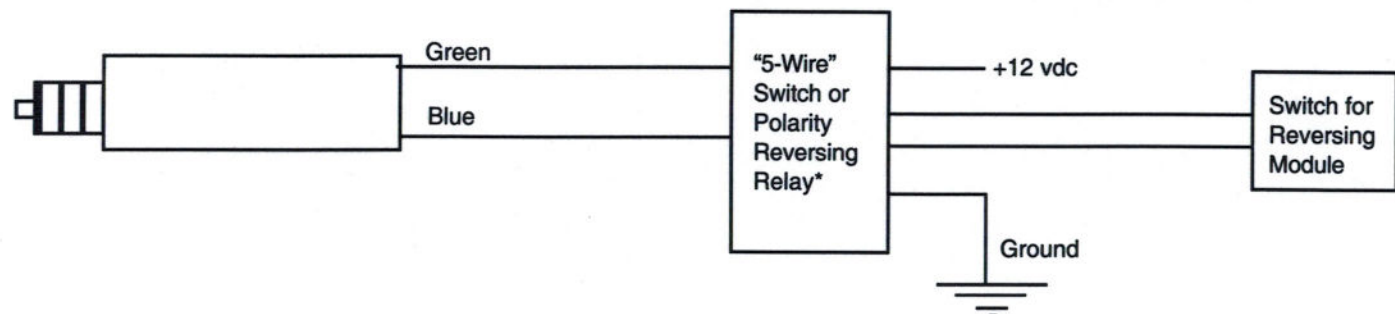 Green
Blue
“5-Wire”
Switch or
Polarity
Reversing
Relay*
+12 vdc
Ground
Switch for
Reversing
Module